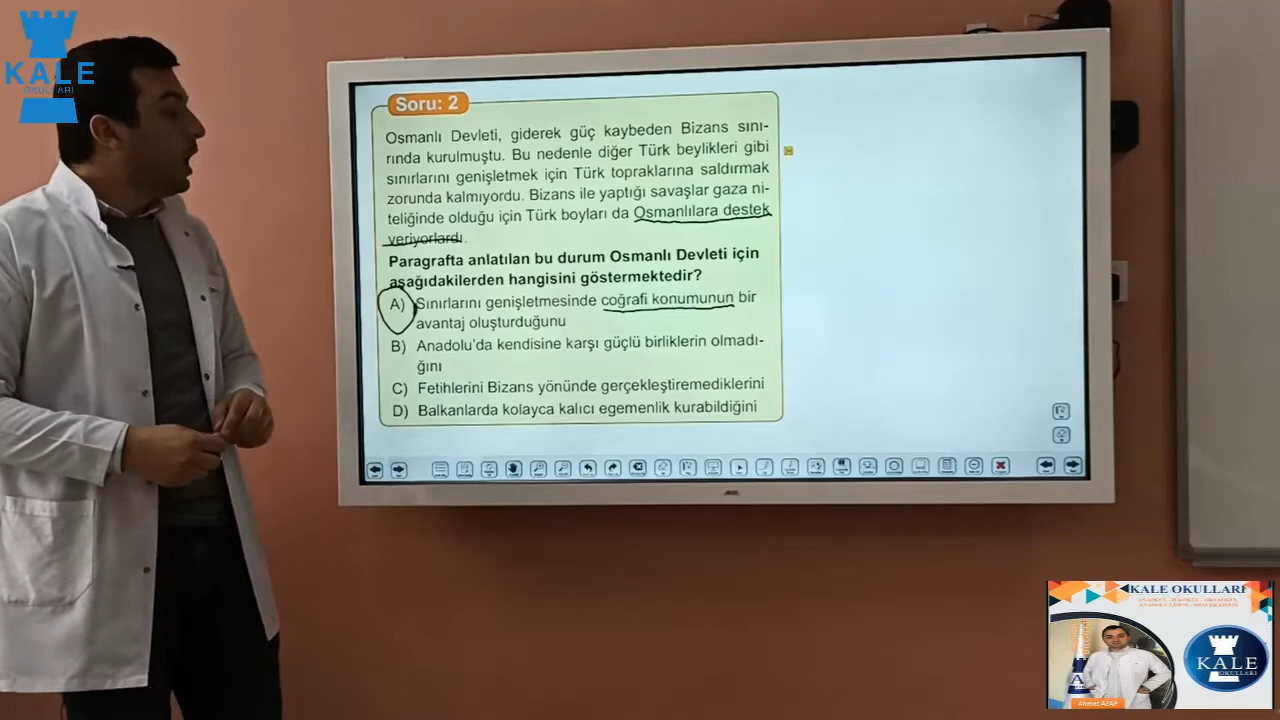 KALE
OKULLARI
Soru: 2
Osmanlı Devleti, giderek güç kaybeden Bizans sını-
rında kurulmuştu. Bu nedenle diğer Türk beylikleri gibi
sınırlarını genişletmek için Türk topraklarına saldırmak
zorunda kalmıyordu. Bizans ile yaptığı savaşlar gaza ni-
teliğinde olduğu için Türk boyları da Osmanlılara destek
veriyorlardı.
Paragrafta anlatılan bu durum Osmanlı Devleti için
aşağıdakilerden hangisini göstermektedir?
A) Sınırlarını genişletmesinde coğrafi konumunun bir
avantaj oluşturduğunu
B) Anadolu'da kendisine karşı güçlü birliklerin olmadı-
ğını
C) Fetihlerini Bizans yönünde gerçekleştiremediklerini
D) Balkanlarda kolayca kalıcı egemenlik kurabildiğini
KALE OKULLARI
KALE
OKULLARI
Ahmet AZAP